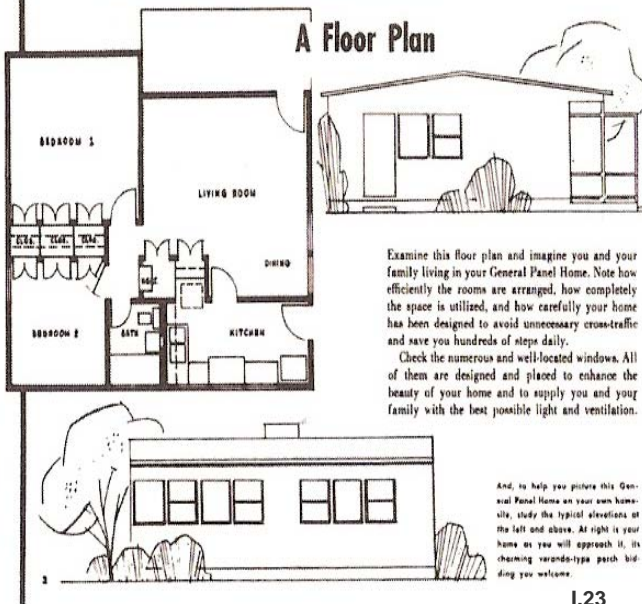 A Floor Plan
BEDROOM 1
LIVING ROOM
CLOS. CLOS. CLOS.
DINING
BEDROOM 2
BATH
KITCHEN
Examine this floor plan and imagine you and your
family living in your General Panel Home. Note how
efficiently the rooms are arranged, how completely
the space is utilized, and how carefully your home
has been designed to avoid unnecessary cross-traffic
and save you hundreds of steps daily.
Check the numerous and well-located windows. All
of them are designed and placed to enhance the
beauty of your home and to supply you and your
family with the best possible light and ventilation.
And, to help you picture this Gen-
eral Panel Home on your own home-
site, study the typical elevations at
the left and above. At right is your
home as you will approach it, its
charming veranda-type porch bid-
ding you welcome.
I.23